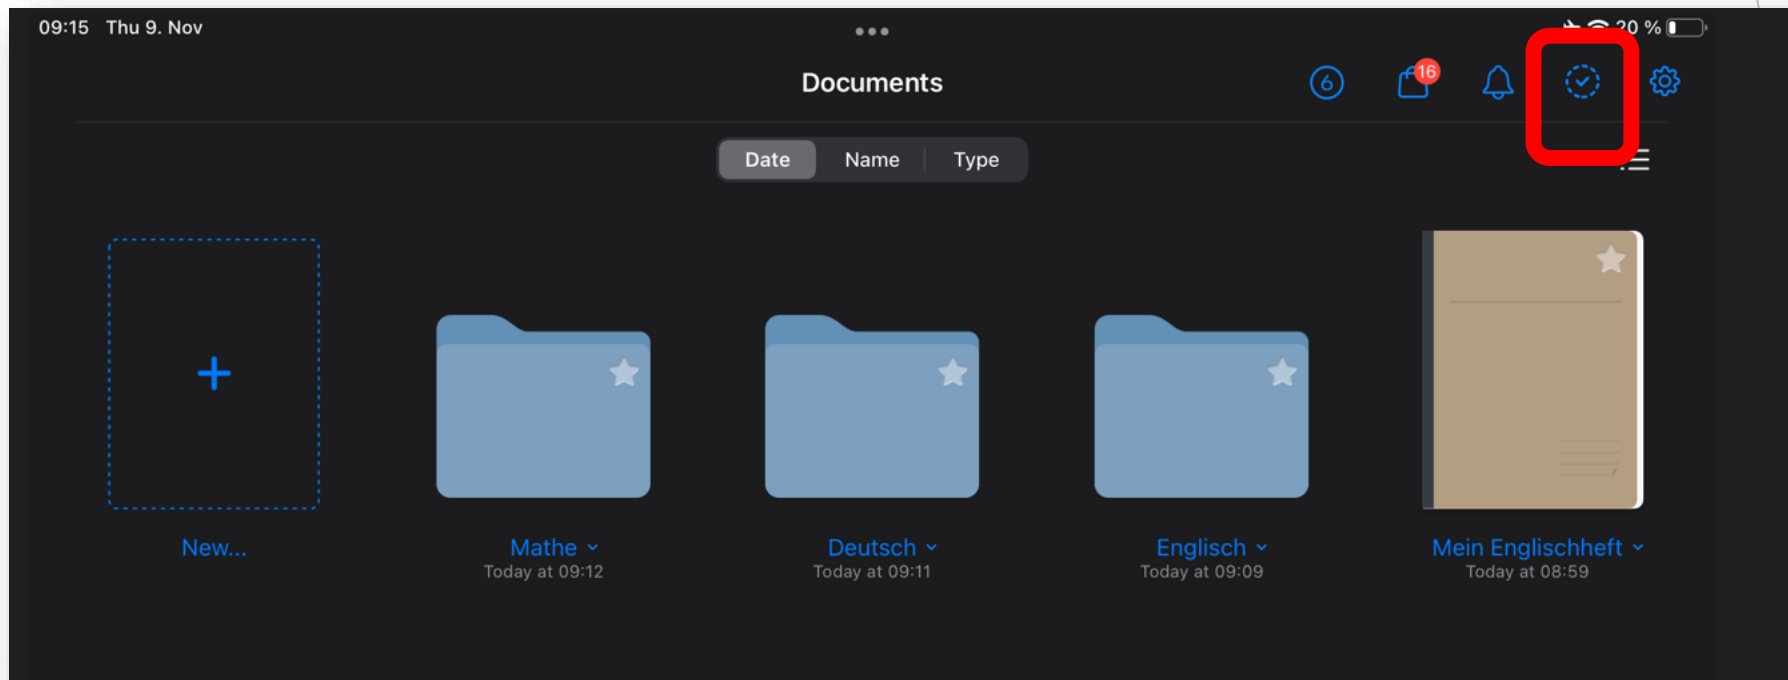 09:15 Thu 9. Nov
20 %
Documents
6
16
Date Name Type
New...
Mathe
Today at 09:12
Deutsch
Today at 09:11
Englisch
Today at 09:09
Mein Englischheft
Today at 08:59